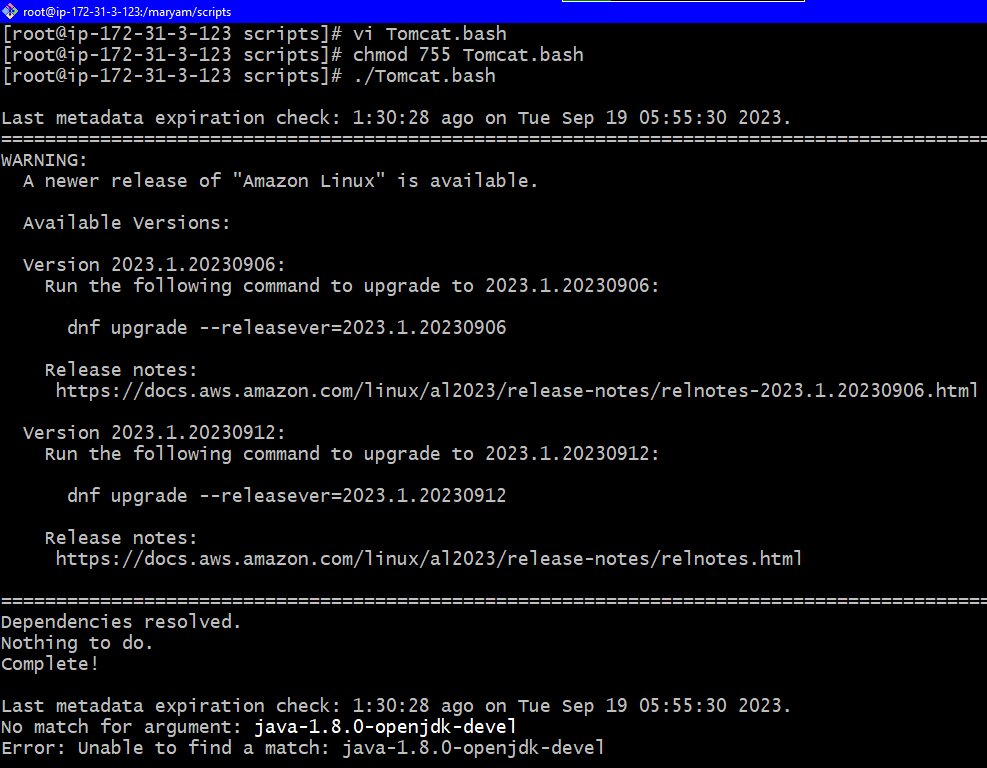 root@ip-172-31-3-123:/maryam/scripts
[root@ip-172-31-3-123 scripts]# vi Tomcat.bash
[root@ip-172-31-3-123 scripts]# chmod 755 Tomcat.bash
[root@ip-172-31-3-123 scripts]# ./Tomcat.bash
Last metadata expiration check: 1:30:28 ago on Tue Sep 19 05:55:30 2023.
==========================================================================================
WARNING:
  A newer release of "Amazon Linux" is available.
  Available Versions:
  Version 2023.1.20230906:
    Run the following command to upgrade to 2023.1.20230906:
      dnf upgrade --releasever=2023.1.20230906
    Release notes:
     https://docs.aws.amazon.com/linux/al2023/release-notes/relnotes-2023.1.20230906.html
  Version 2023.1.20230912:
    Run the following command to upgrade to 2023.1.20230912:
      dnf upgrade --releasever=2023.1.20230912
    Release notes:
     https://docs.aws.amazon.com/linux/al2023/release-notes/relnotes.html
==========================================================================================
Dependencies resolved.
Nothing to do.
Complete!
Last metadata expiration check: 1:30:28 ago on Tue Sep 19 05:55:30 2023.
No match for argument: java-1.8.0-openjdk-devel
Error: Unable to find a match: java-1.8.0-openjdk-devel